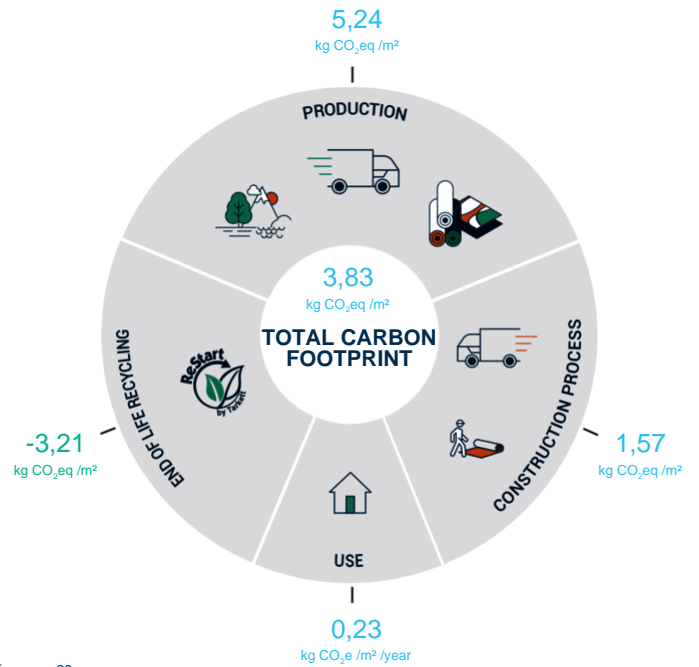 5,24
kg CO₂eq /m²
PRODUCTION
3,83
kg CO₂eq /m²
TOTAL CARBON
FOOTPRINT
CONSTRUCTION PROCESS
1,57
kg CO₂eq /m²
END OF LIFE RECYCLING
ReStart
by Tarkett
-3,21
kg CO₂eq /m²
USE
0,23
kg CO₂e /m² /year